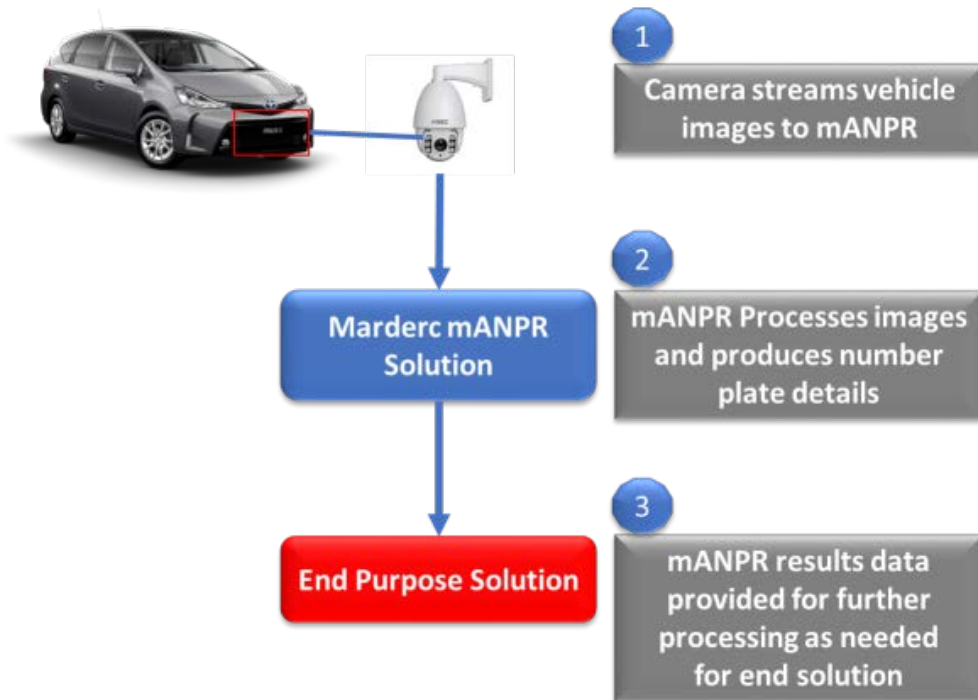 1
Camera streams vehicle
images to mANPR
2
Marderc mANPR
Solution
mANPR Processes images
and produces number
plate details
3
End Purpose Solution
mANPR results data
provided for further
processing as needed
for end solution